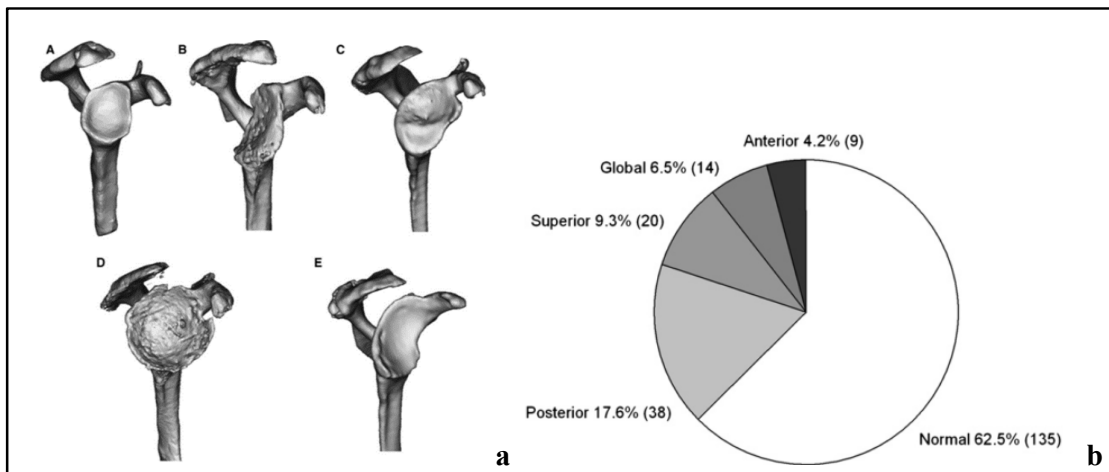 A
B
C
D
E
a
Anterior 4.2% (9)
Global 6.5% (14)
Superior 9.3% (20)
Posterior 17.6% (38)
Normal 62.5% (135)
b